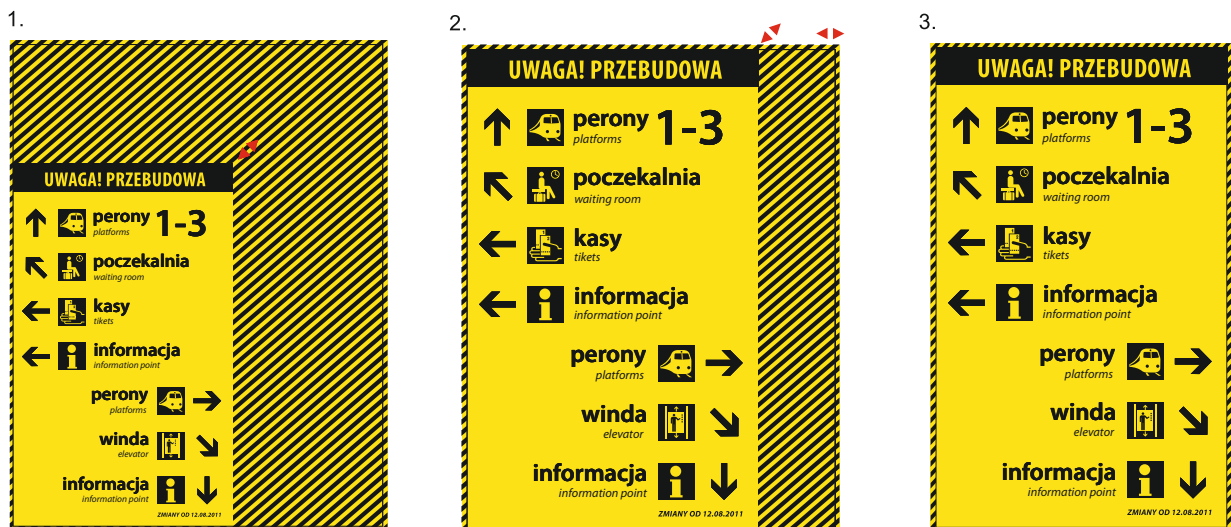 1.
UWAGA! PRZEBUDOWA
perony 1-3
platforms
poczekalnia
waiting room
kasy
tikets
informacja
information point
perony
platforms
winda
elevator
informacja
information point
ZMIANY OD 12.08.2011
2.
UWAGA! PRZEBUDOWA
perony 1-3
platforms
poczekalnia
waiting room
kasy
tikets
informacja
information point
perony
platforms
winda
elevator
informacja
information point
ZMIANY OD 12.08.2011
3.
UWAGA! PRZEBUDOWA
perony 1-3
platforms
poczekalnia
waiting room
kasy
tikets
informacja
information point
perony
platforms
winda
elevator
informacja
information point
ZMIANY OD 12.08.2011